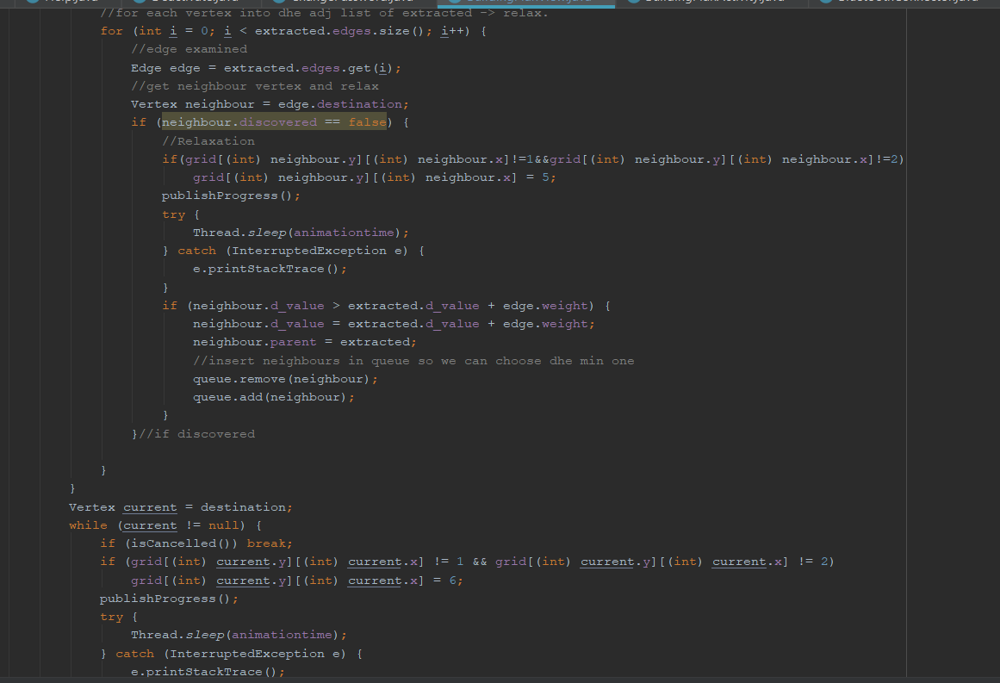 //for each vertex into dhe adj list of extracted -> relax.
for (int i = 0; i < extracted.edges.size(); i++) {
//edge examined
Edge edge = extracted.edges.get(i);
//get neighbour vertex and relax
Vertex neighbour = edge.destination;
if (neighbour.discovered == false) {
//Relaxation
if(grid[(int) neighbour.y][(int) neighbour.x]!=1&&grid[(int) neighbour.y][(int) neighbour.x]!=2)
grid[(int) neighbour.y][(int) neighbour.x] = 5;
publishProgress();
try {
Thread.sleep(animationtime);
} catch (InterruptedException e) {
e.printStackTrace();
}
if (neighbour.d_value > extracted.d_value + edge.weight) {
neighbour.d_value = extracted.d_value + edge.weight;
neighbour.parent = extracted;
//insert neighbours in queue so we can choose dhe min one
queue.remove(neighbour);
queue.add(neighbour);
}
}//if discovered
}
}
Vertex current = destination;
while (current != null) {
if (isCancelled()) break;
if (grid[(int) current.y][(int) current.x] != 1 && grid[(int) current.y][(int) current.x] != 2)
grid[(int) current.y][(int) current.x] = 6;
publishProgress();
try {
Thread.sleep(animationtime);
} catch (InterruptedException e) {
e.printStackTrace();